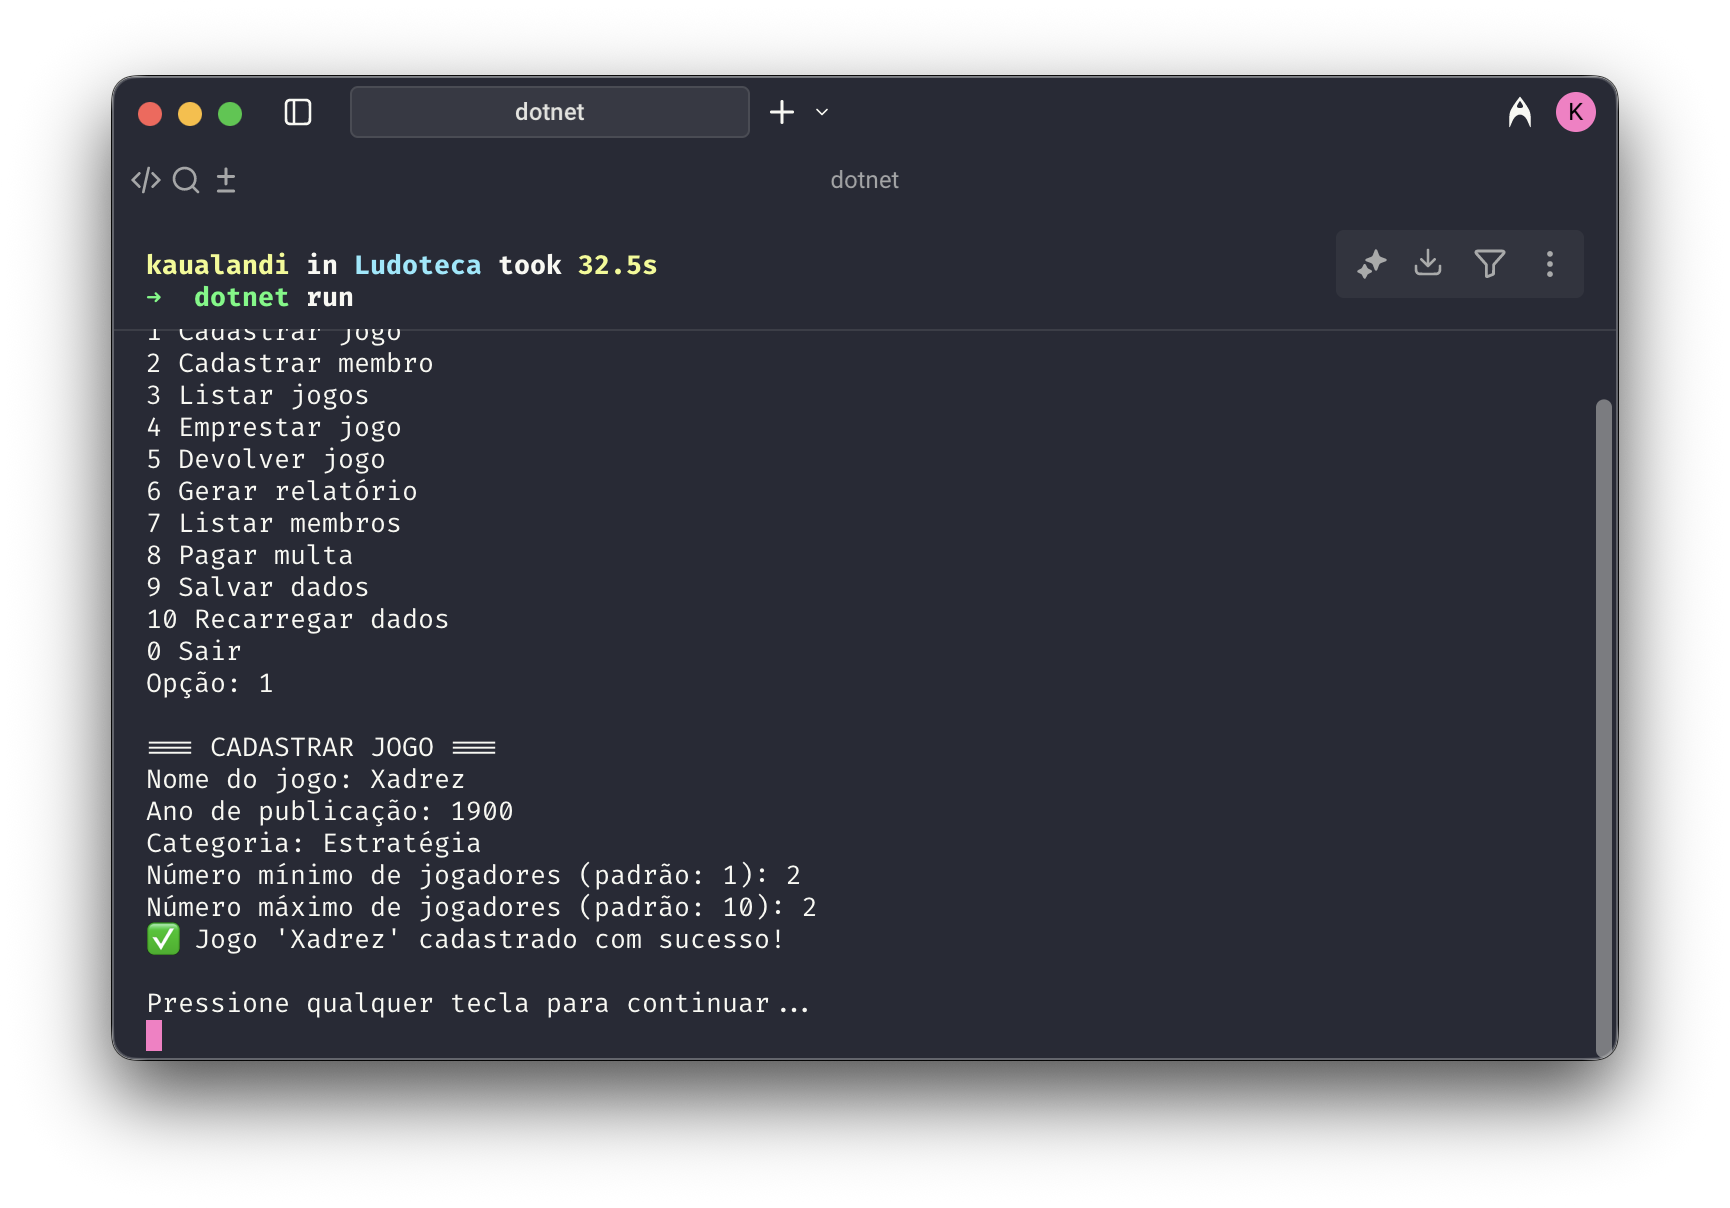 dotnet
K
dotnet
kaualandi in Ludoteca took 32.5s
→ dotnet run
1 Cadastrar jogo
2 Cadastrar membro
3 Listar jogos
4 Emprestar jogo
5 Devolver jogo
6 Gerar relatório
7 Listar membros
8 Pagar multa
9 Salvar dados
10 Recarregar dados
0 Sair
Opção: 1
=== CADASTRAR JOGO ===
Nome do jogo: Xadrez
Ano de publicação: 1900
Categoria: Estratégia
Número mínimo de jogadores (padrão: 1): 2
Número máximo de jogadores (padrão: 10): 2
✅ Jogo 'Xadrez' cadastrado com sucesso!
Pressione qualquer tecla para continuar...